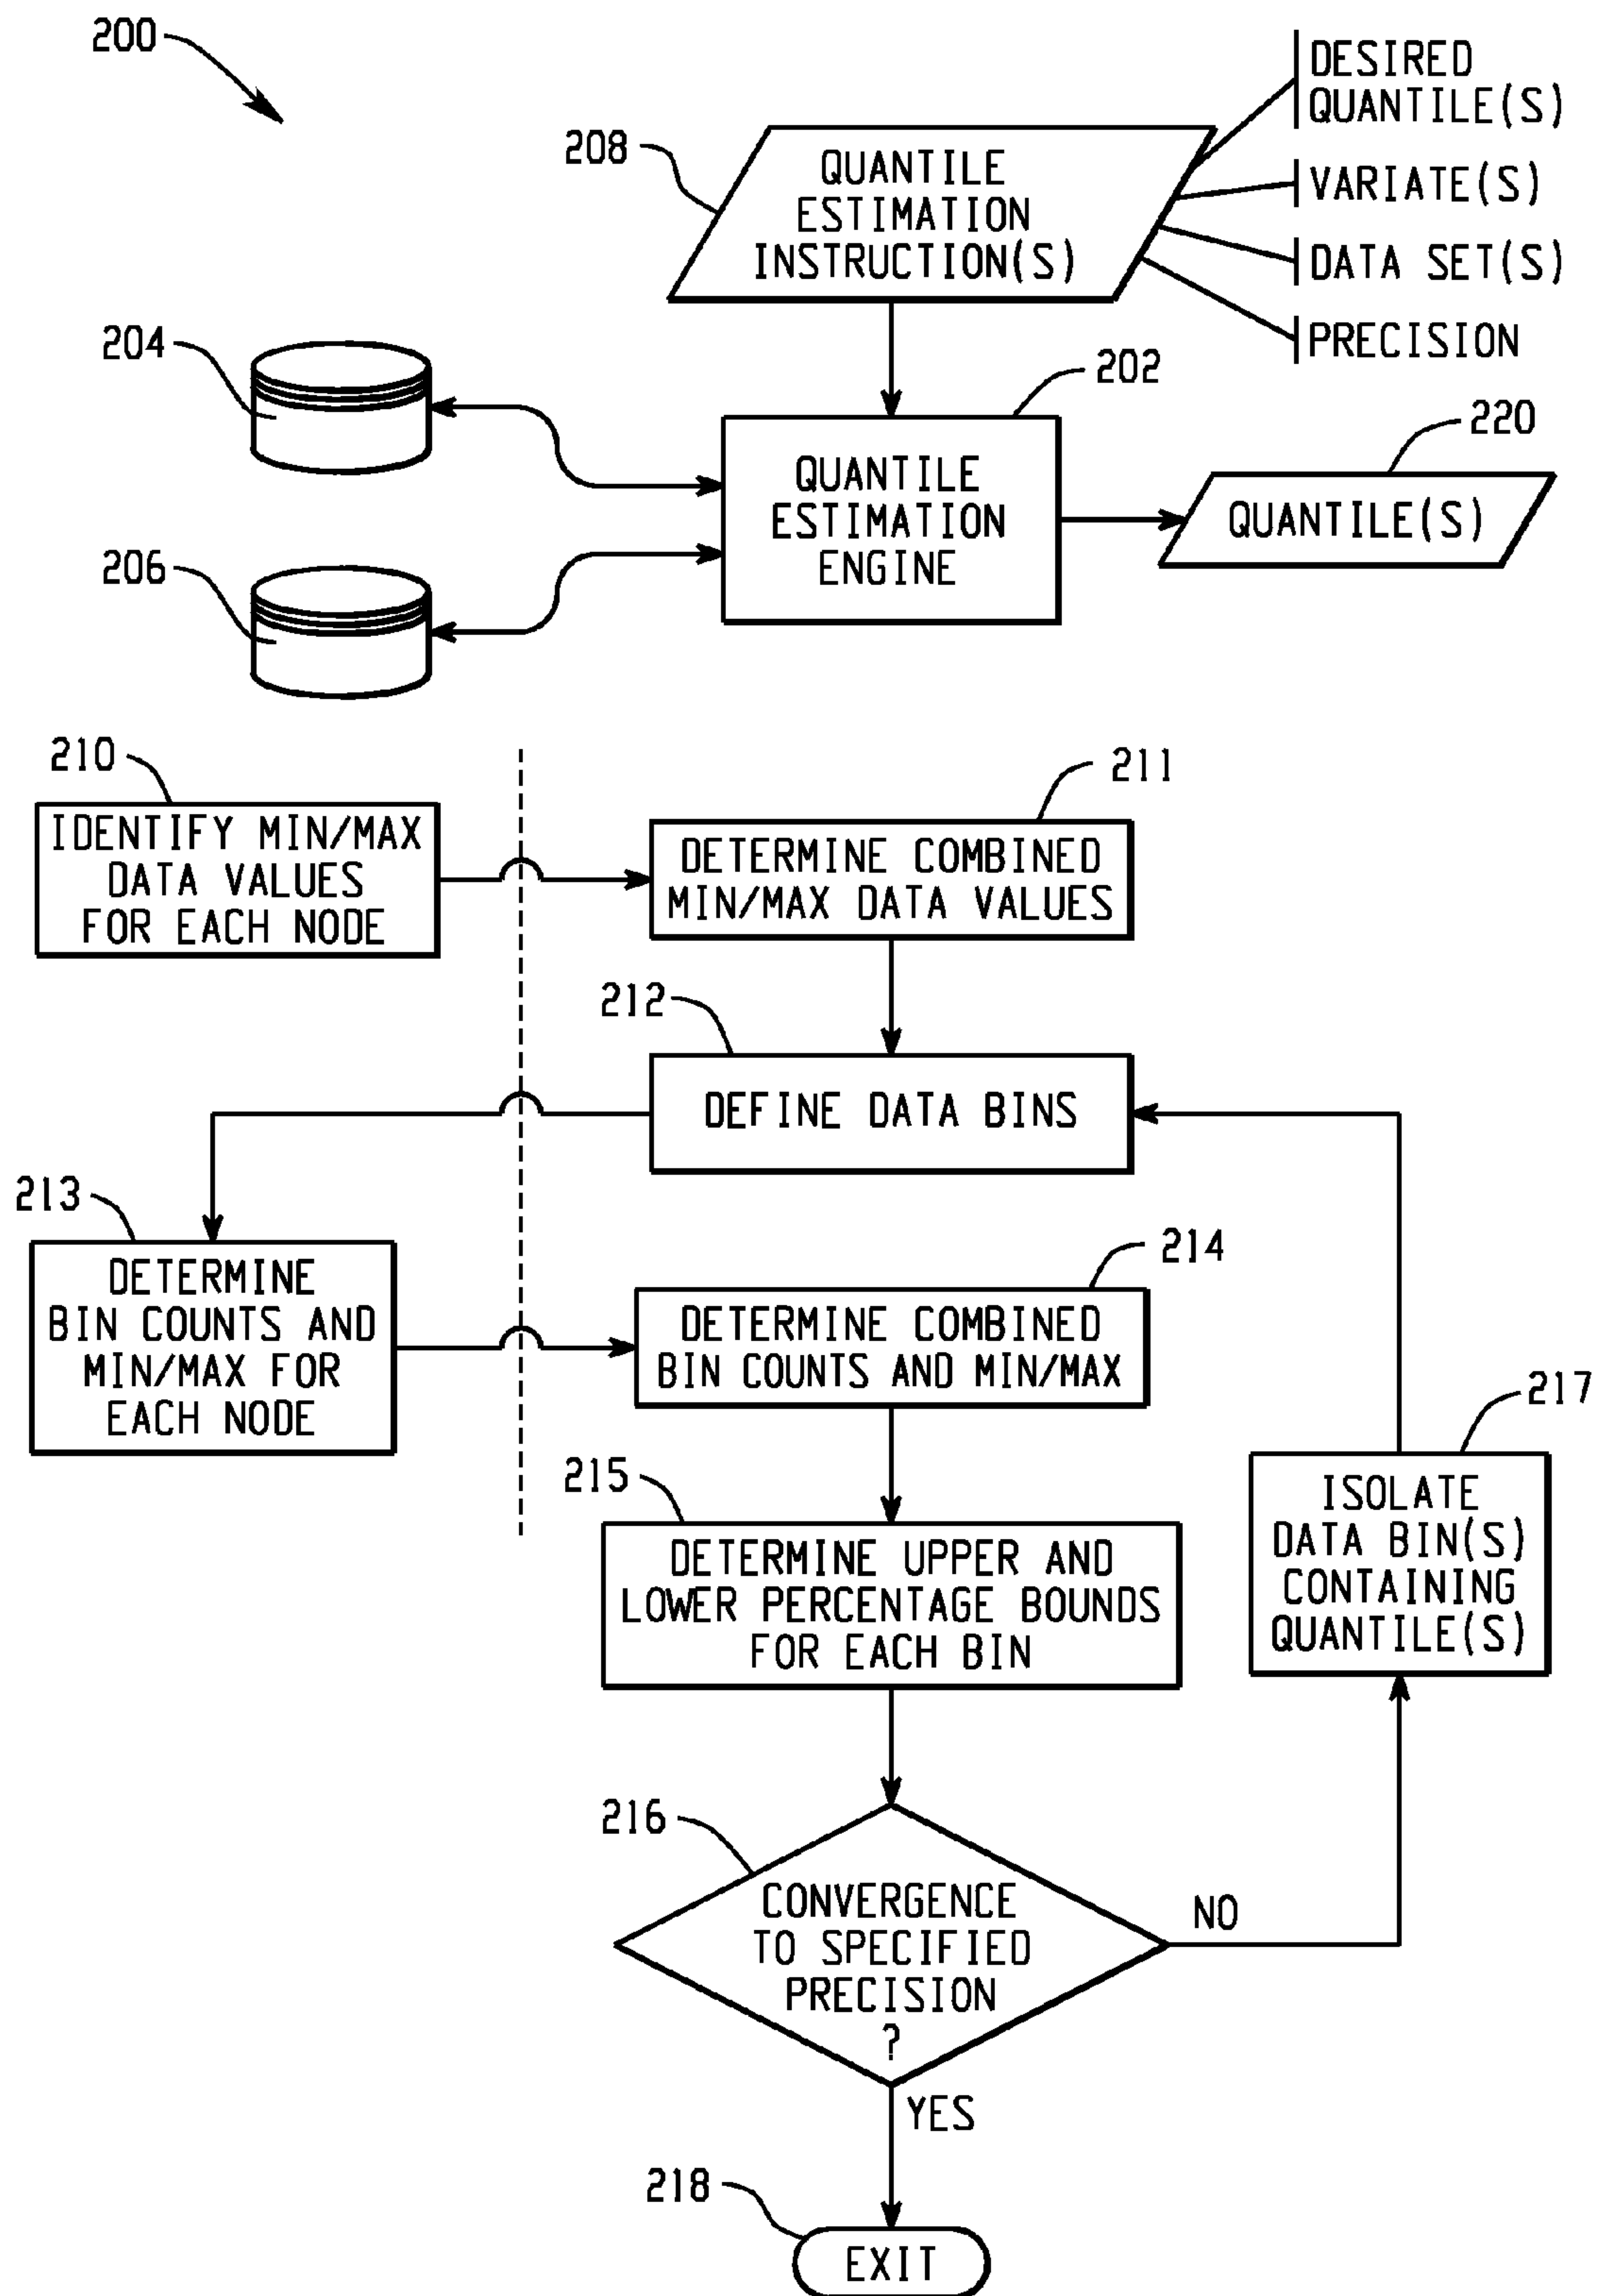 200
DESIRED
QUANTILE(S)
208
QUANTILE
ESTIMATION
INSTRUCTION(S)
VARIATE(S)
DATA SET(S)
PRECISION
204
202
220
QUANTILE
ESTIMATION
ENGINE
QUANTILE(S)
206
210
211
IDENTIFY MIN/MAX
DATA VALUES
FOR EACH NODE
DETERMINE COMBINED
MIN/MAX DATA VALUES
212
DEFINE DATA BINS
213
DETERMINE
BIN COUNTS AND
MIN/MAX FOR
EACH NODE
214
DETERMINE COMBINED
BIN COUNTS AND MIN/MAX
217
ISOLATE
DATA BIN(S)
CONTAINING
QUANTILE(S)
215
DETERMINE UPPER AND
LOWER PERCENTAGE BOUNDS
FOR EACH BIN
216
CONVERGENCE
TO SPECIFIED
PRECISION
?
NO
YES
218
EXIT